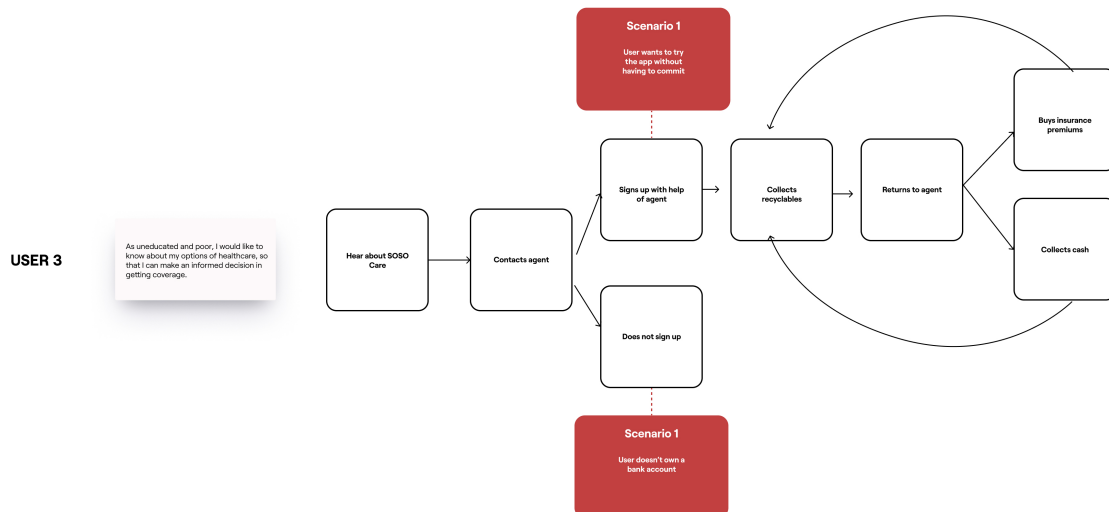 USER 3
As uneducated and poor, I would like to
know about my options of healthcare, so
that I can make an informed decision in
getting coverage.
Hear about SOSO
Care
Contacts agent
Scenario 1
User wants to try
the app without
having to commit
Signs up with help
of agent
Does not sign up
Scenario 1
User doesn't own a
bank account
Collects
recyclables
Returns to agent
Buys insurance
premiums
Collects cash